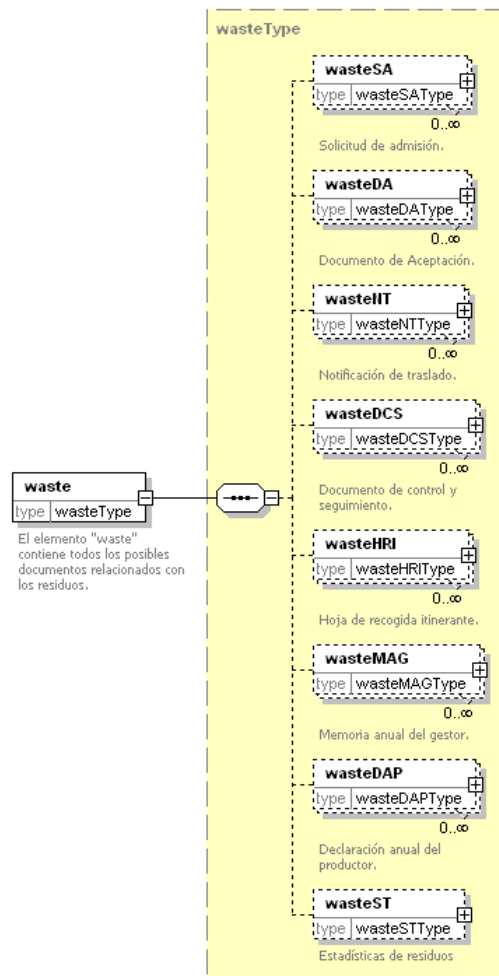 wasteType
wasteSA
type wasteSAType
0..∞
Solicitud de admisión.
wasteDA
type wasteDAType
0..∞
Documento de Aceptación.
wasteNT
type wasteNTType
0..∞
Notificación de traslado.
wasteDCS
type wasteDCSType
0..∞
Documento de control y
seguimiento.
waste
type wasteType
El elemento "waste"
contiene todos los posibles
documentos relacionados con
los residuos.
wasteHRI
type wasteHRIType
0..∞
Hoja de recogida itinerante.
wasteMAG
type wasteMAGType
0..∞
Memoria anual del gestor.
wasteDAP
type wasteDAPType
0..∞
Declaración anual del
productor.
wasteST
type wasteSTType
Estadísticas de residuos